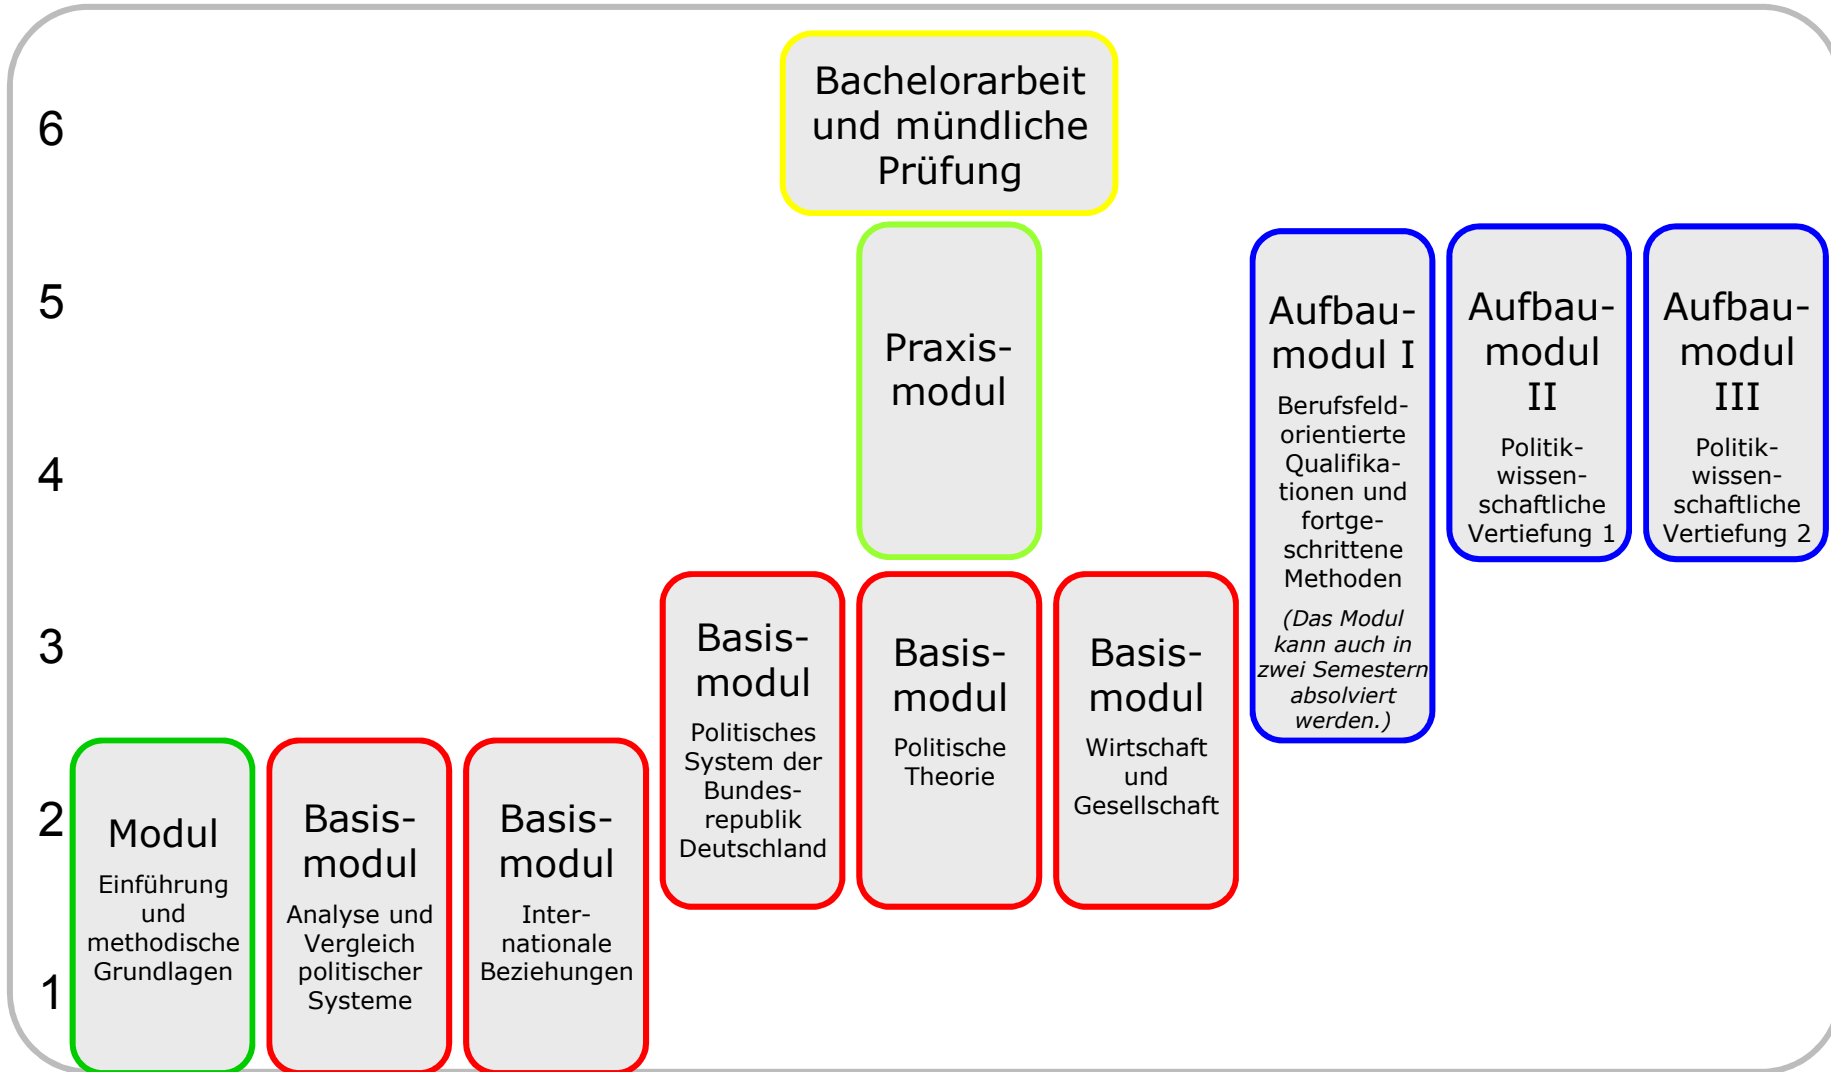 6
Bachelorarbeit
und mündliche
Prüfung
5
4
3
2
1
Praxis-
modul
Aufbau-
modul I
Berufsfeld-
orientierte
Qualifika-
tionen und
fortge-
schrittene
Methoden
(Das Modul
kann auch in
zwei Semestern
absolviert
werden.)
Aufbau-
modul
II
Politik-
wissen-
schaftliche
Vertiefung 1
Aufbau-
modul
III
Politik-
wissen-
schaftliche
Vertiefung 2
Basis-
modul
Politisches
System der
Bundes-
republik
Deutschland
Basis-
modul
Politische
Theorie
Basis-
modul
Wirtschaft
und
Gesellschaft
Modul
Einführung
und
methodische
Grundlagen
Basis-
modul
Analyse und
Vergleich
politischer
Systeme
Basis-
modul
Inter-
nationale
Beziehungen